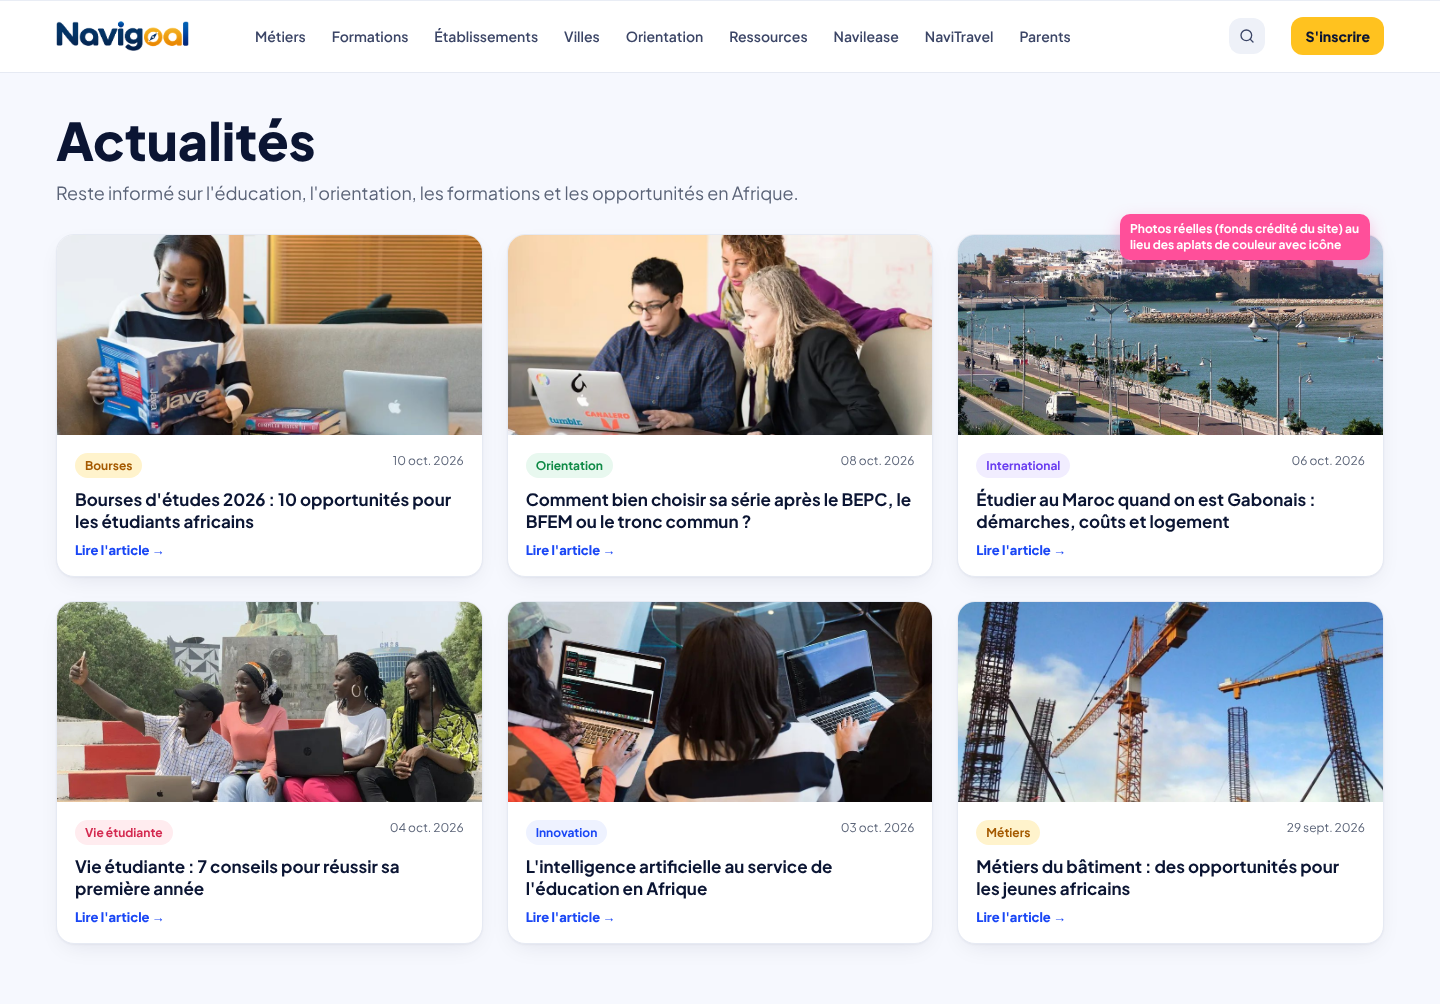 Navigoal
Métiers
Formations
Établissements
Villes
Orientation
Ressources
Navilease
NaviTravel
Parents
S'inscrire
Actualités
Reste informé sur l'éducation, l'orientation, les formations et les opportunités en Afrique.
Photos réelles (fonds crédité du site) au
lieu des aplats de couleur avec icône
Java
Java
tumblr.
CANALERO
Bourses
10 oct. 2026
Bourses d'études 2026 : 10 opportunités pour
les étudiants africains
Lire l'article →
Orientation
08 oct. 2026
Comment bien choisir sa série après le BEPC, le
BFEM ou le tronc commun ?
Lire l'article →
International
06 oct. 2026
Étudier au Maroc quand on est Gabonais :
démarches, coûts et logement
Lire l'article →
Vie étudiante
04 oct. 2026
Vie étudiante : 7 conseils pour réussir sa
première année
Lire l'article →
Innovation
03 oct. 2026
L'intelligence artificielle au service de
l'éducation en Afrique
Lire l'article →
Métiers
29 sept. 2026
Métiers du bâtiment : des opportunités pour
les jeunes africains
Lire l'article →